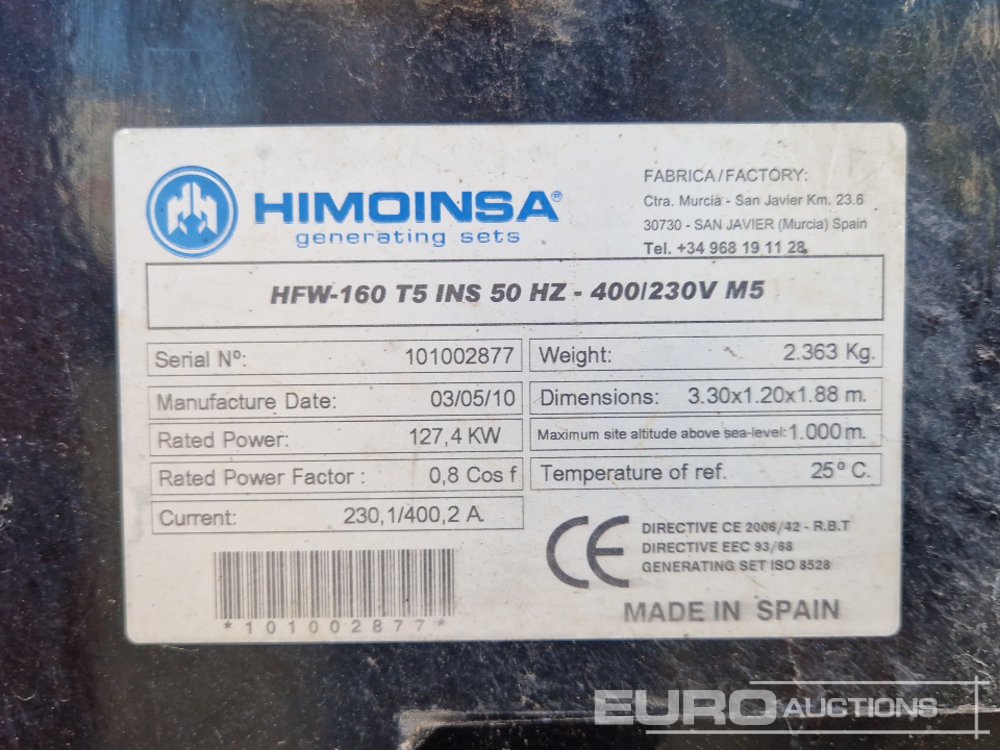 HIMOINSA®
generating sets
FABRICA/FACTORY:
Ctra. Murcia - San Javier Km. 23.6
30730 - SAN JAVIER (Murcia) Spain
Tel. +34 968 19 11 28
HFW-160 T5 INS 50 HZ - 400/230V M5
Serial Nº: 101002877
Manufacture Date: 03/05/10
Rated Power: 127,4 KW
Rated Power Factor : 0,8 Cos f
Current: 230,1/400,2 A
Weight: 2.363 Kg.
Dimensions: 3.30x1.20x1.88 m.
Maximum site altitude above sea-level: 1.000 m.
Temperature of ref. 25º C.
*101002877*
CE
DIRECTIVE CE 2006/42 - R.B.T
DIRECTIVE EEC 93/68
GENERATING SET ISO 8528
MADE IN SPAIN
EURO AUCTIONS